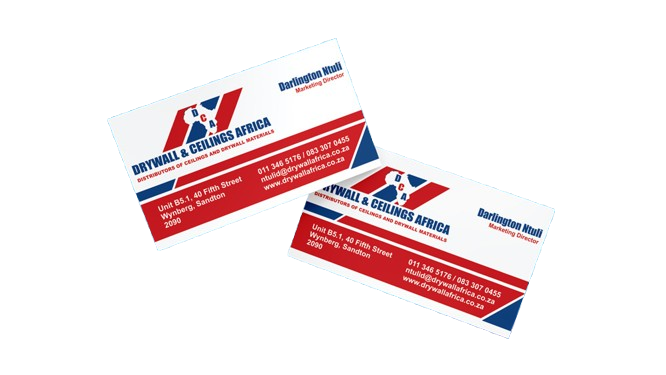 Darlington Ntuli
Marketing Director
D
C
A
DRYWALL & CEILINGS AFRICA
DISTRIBUTORS OF CEILINGS AND DRYWALL MATERIALS
Unit B5.1, 40 Fifth Street
Wynberg, Sandton
2090
011 346 5176 / 083 307 0455
ntulid@drywallafrica.co.za
www.drywallafrica.co.za
Darlington Ntuli
Marketing Director
D
C
A
DRYWALL & CEILINGS AFRICA
DISTRIBUTORS OF CEILINGS AND DRYWALL MATERIALS
Unit B5.1, 40 Fifth Street
Wynberg, Sandton
2090
011 346 5176 / 083 307 0455
ntulid@drywallafrica.co.za
www.drywallafrica.co.za